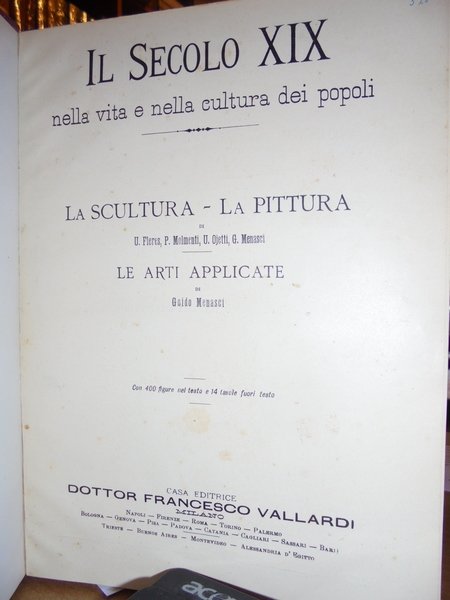 Il Secolo XIX
nella vita e nella cultura dei popoli
La SCULTURA - La PITTURA
DI
U. Fleres, P. Molmenti, U. Ojetti, G. Menasci
LE ARTI APPLICATE
DI
Guido Menasci
Con 400 figure nel testo e 14 tavole fuori testo
CASA EDITRICE
DOTTOR FRANCESCO VALLARDI
MILANO
Napoli - Firenze - Roma - Torino - Palermo
Bologna - Genova - Pisa - Padova - Catania - Cagliari - Sassari - Bari
Trieste - Buenos Aires - Montevideo - Alessandria d'Egitto